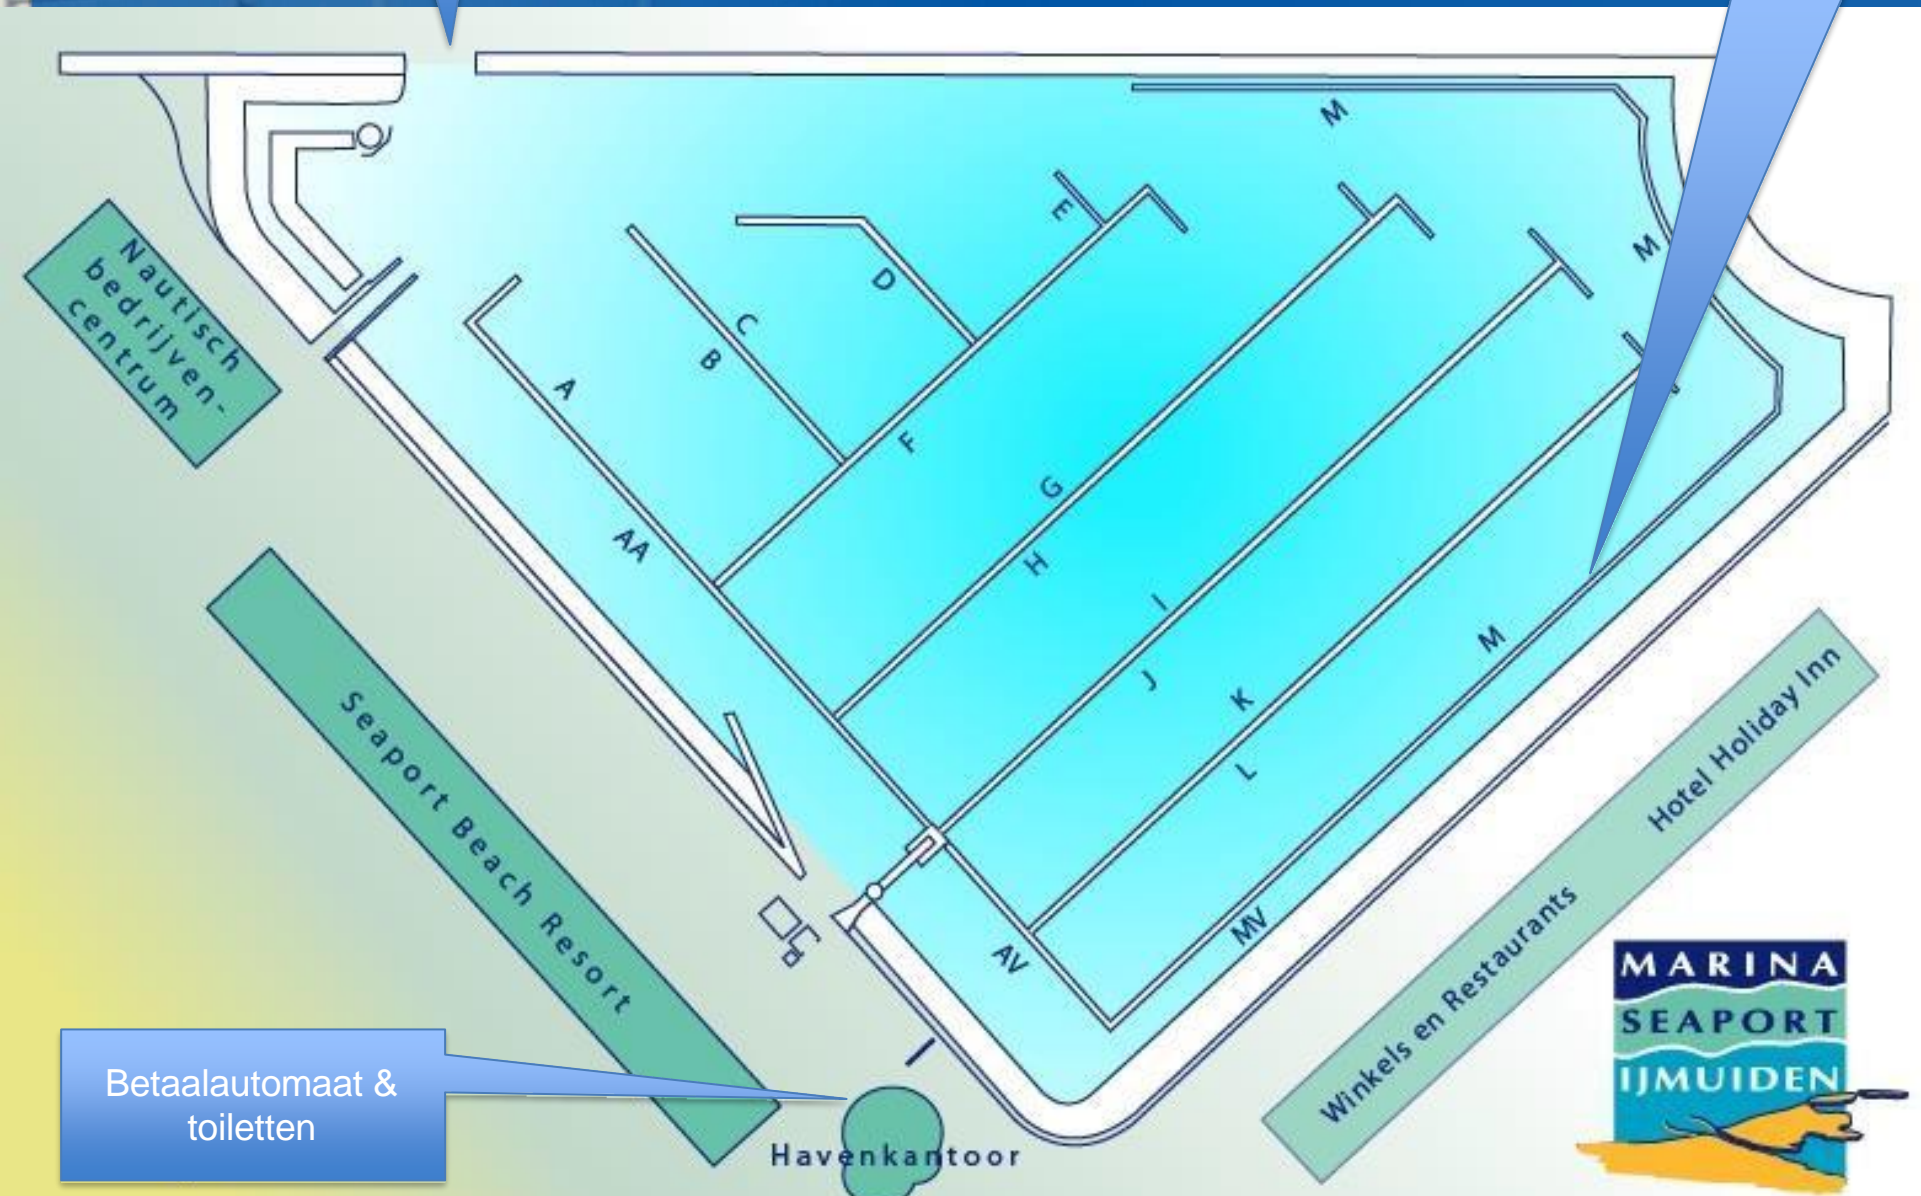 M
E
M
Nautisch
bedrijven-
centrum
D
C
B
A
F
G
AA
H
I
J
K
L
M
MV
AV
Seaport Beach Resort
Hotel Holiday Inn
Winkels en Restaurants
MARINA
SEAPORT
IJMUIDEN
Betaalautomaat &
toiletten
Havenkantoor